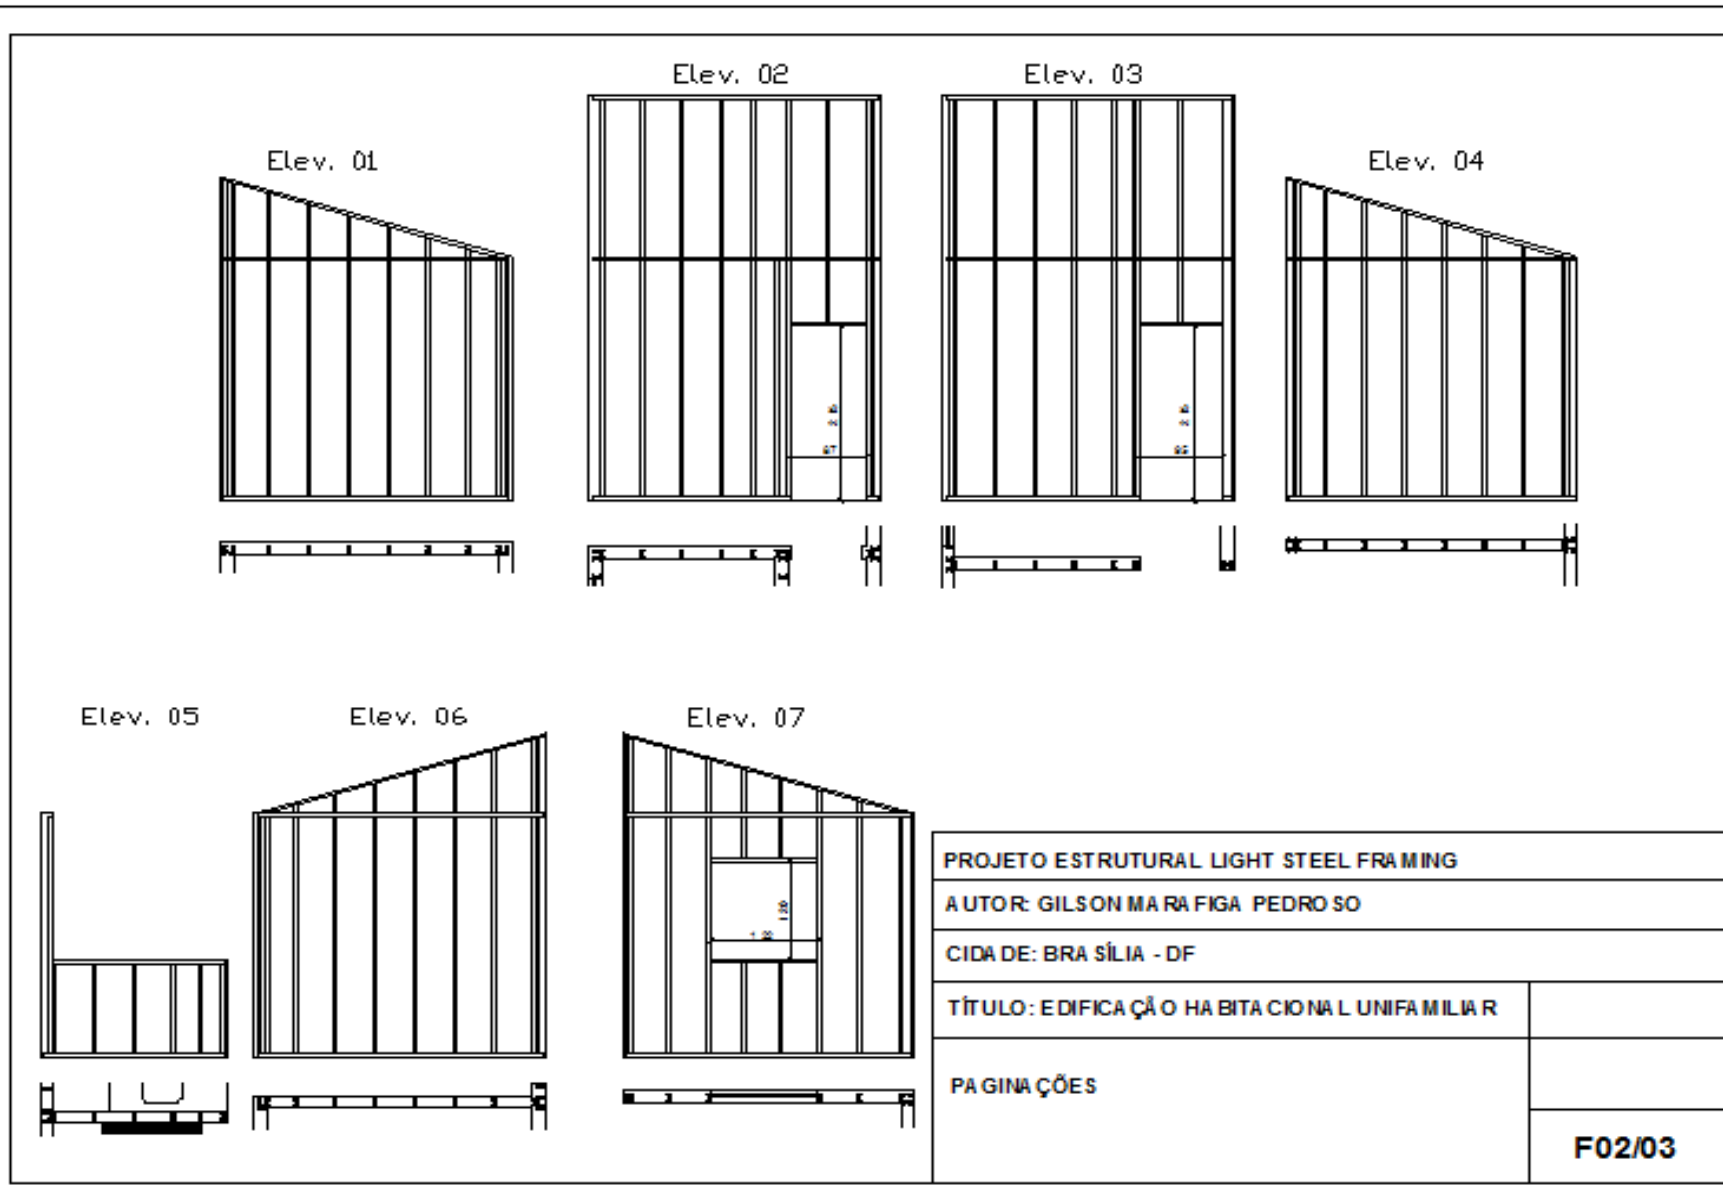 Elev. 02
Elev. 03
Elev. 01
Elev. 04
Elev. 05
Elev. 06
Elev. 07
PROJETO ESTRUTURAL LIGHT STEEL FRAMING
AUTOR: GILSON MARAFIGA PEDROSO
CIDADE: BRASÍLIA - DF
TÍTULO: EDIFICAÇÃO HABITACIONAL UNIFAMILIAR
PAGINAÇÕES
F02/03